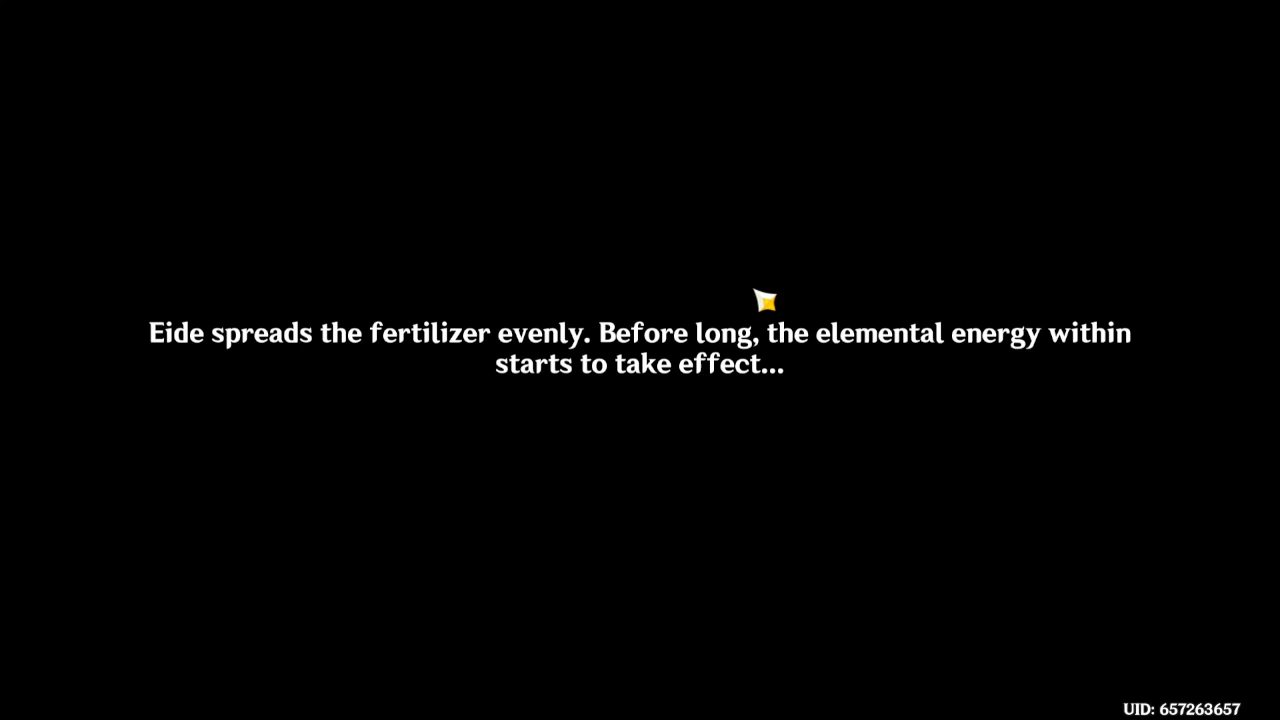 Eide spreads the fertilizer evenly. Before long, the elemental energy within
starts to take effect...
UID: 657263657